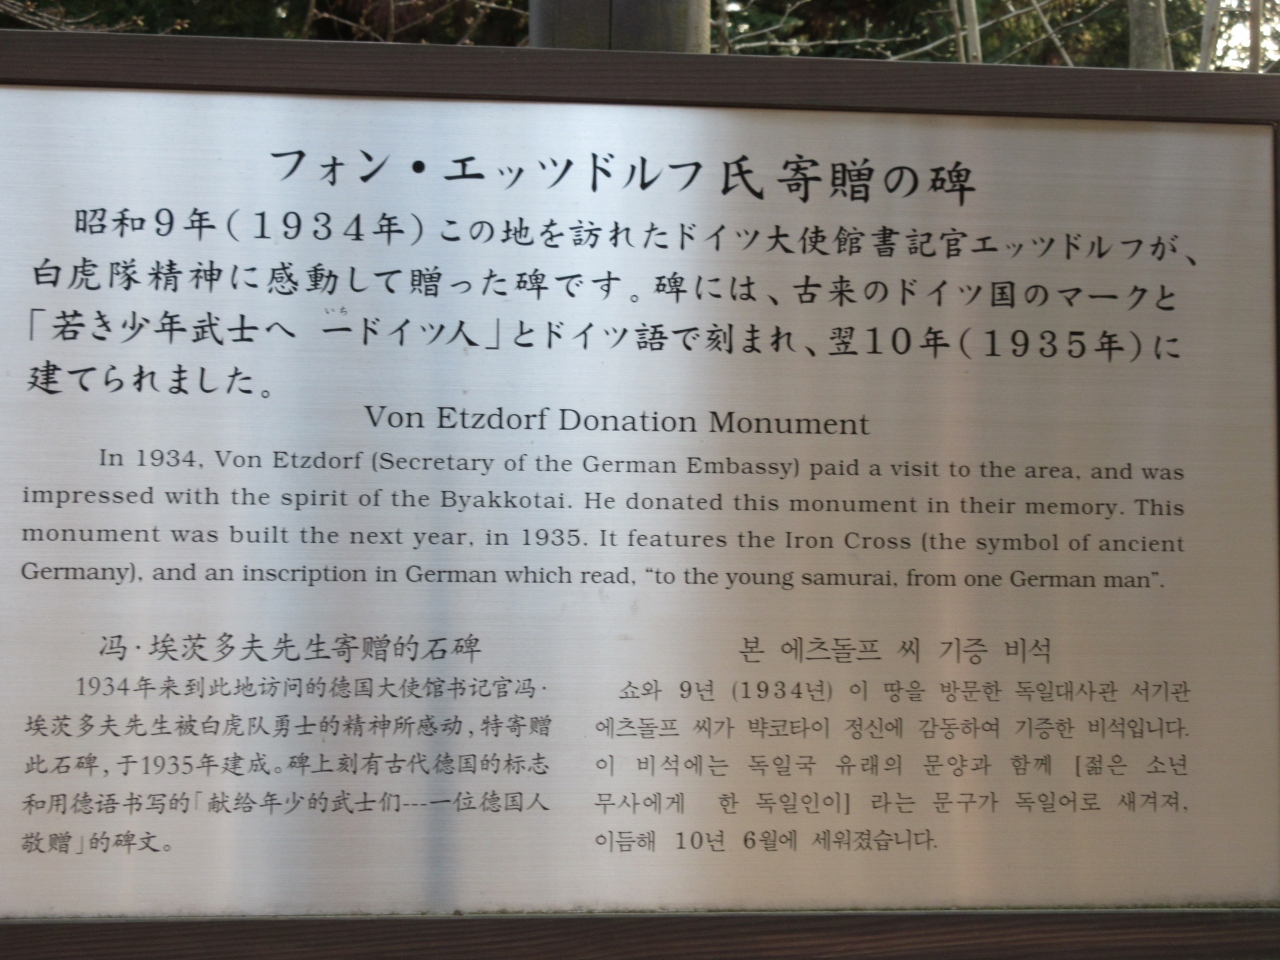 フォン・エッツドルフ氏寄贈の碑
昭和9年(1934年)この地を訪れたドイツ大使館書記官エッツドルフが、
白虎隊精神に感動して贈った碑です。碑には、古来のドイツ国のマークと
いち
「若き少年武士へ 一ドイツ人」とドイツ語で刻まれ、翌10年(1935年)に
建てられました。
Von Etzdorf Donation Monument
In 1934, Von Etzdorf (Secretary of the German Embassy) paid a visit to the area, and was
impressed with the spirit of the Byakkotai. He donated this monument in their memory. This
monument was built the next year, in 1935. It features the Iron Cross (the symbol of ancient
Germany), and an inscription in German which read, “to the young samurai, from one German man”.
冯·埃茨多夫先生寄赠的石碑
1934年来到此地访问的德国大使馆书记官冯·
埃茨多夫先生被白虎队勇士的精神所感动,特寄赠
此石碑,于1935年建成。碑上刻有古代德国的标志
和用德语书写的「献给年少的武士们---一位德国人
敬赠」的碑文。
본 에츠돌프 씨 기증 비석
쇼와 9년 (1934년) 이 땅을 방문한 독일대사관 서기관
에츠돌프 씨가 뱍코타이 정신에 감동하여 기증한 비석입니다.
이 비석에는 독일국 유래의 문양과 함께 [젊은 소년
무사에게 한 독일인이] 라는 문구가 독일어로 새겨져,
이듬해 10년 6월에 세워졌습니다.